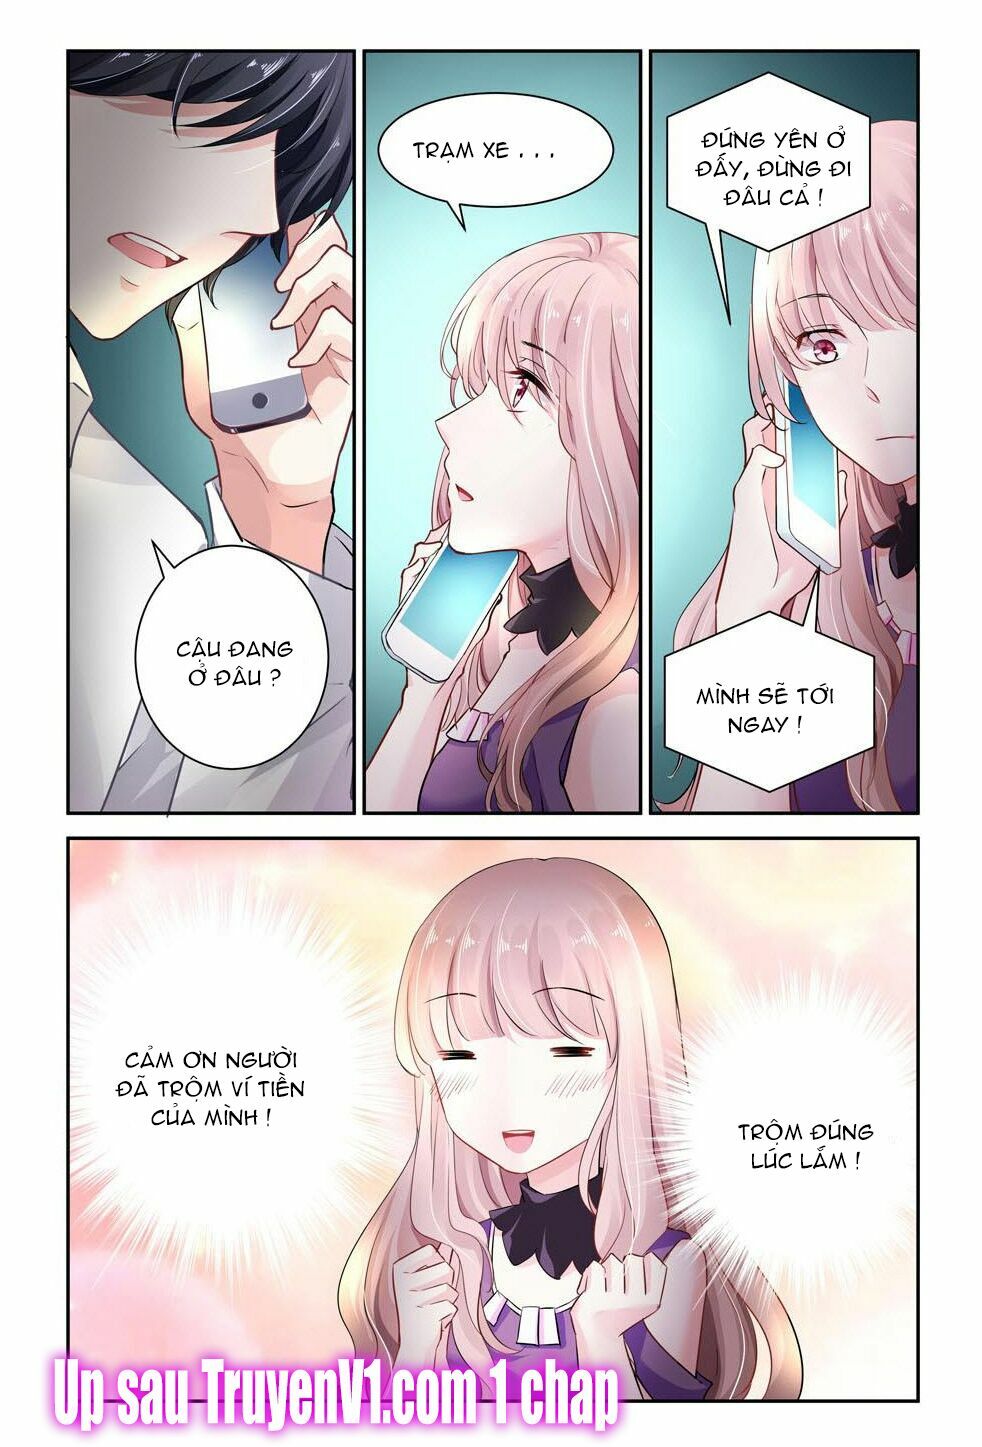 CẬU ĐANG
Ở ĐÂU ?
TRẠM XE . . .
ĐỨNG YÊN Ở
ĐẤY, ĐỪNG ĐI
ĐÂU CẢ !
MÌNH SẼ TỚI
NGAY !
CẢM ƠN NGƯỜI
ĐÃ TRỘM VÍ TIỀN
CỦA MÌNH !
TRỘM ĐÚNG
LÚC LẮM !
Up sau TruyenV1.com 1 chap